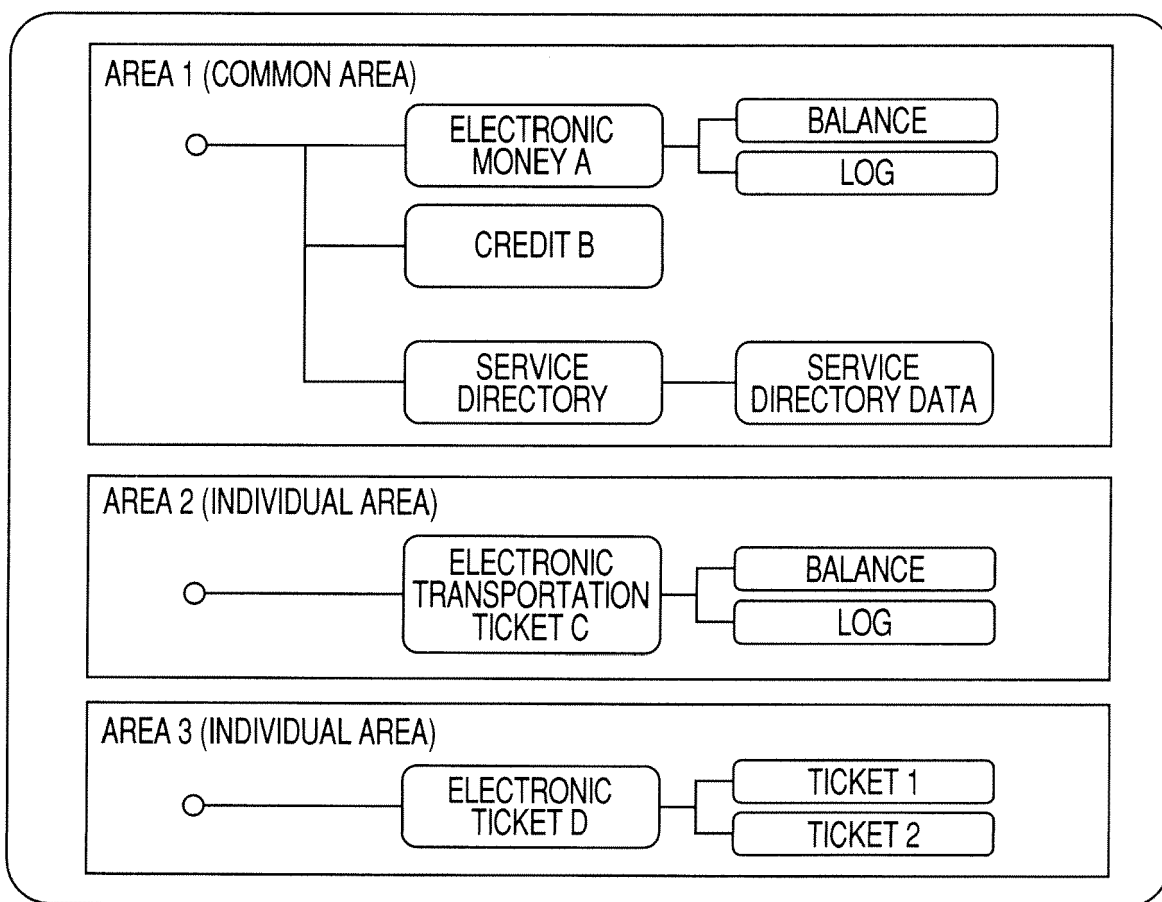 AREA 1 (COMMON AREA)
ELECTRONIC
MONEY A
BALANCE
LOG
CREDIT B
SERVICE
DIRECTORY
SERVICE
DIRECTORY DATA
AREA 2 (INDIVIDUAL AREA)
ELECTRONIC
TRANSPORTATION
TICKET C
BALANCE
LOG
AREA 3 (INDIVIDUAL AREA)
ELECTRONIC
TICKET D
TICKET 1
TICKET 2